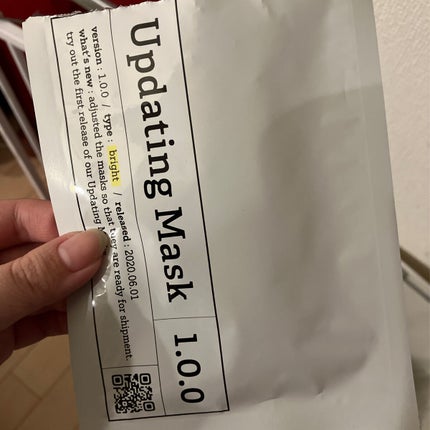 Updating Mask 1.0.0
version : 1.0.0 / type : bright / released : 2020.06.01
what's new : adjusted the masks so that they are ready for shipment.
try out the first release of our Updating